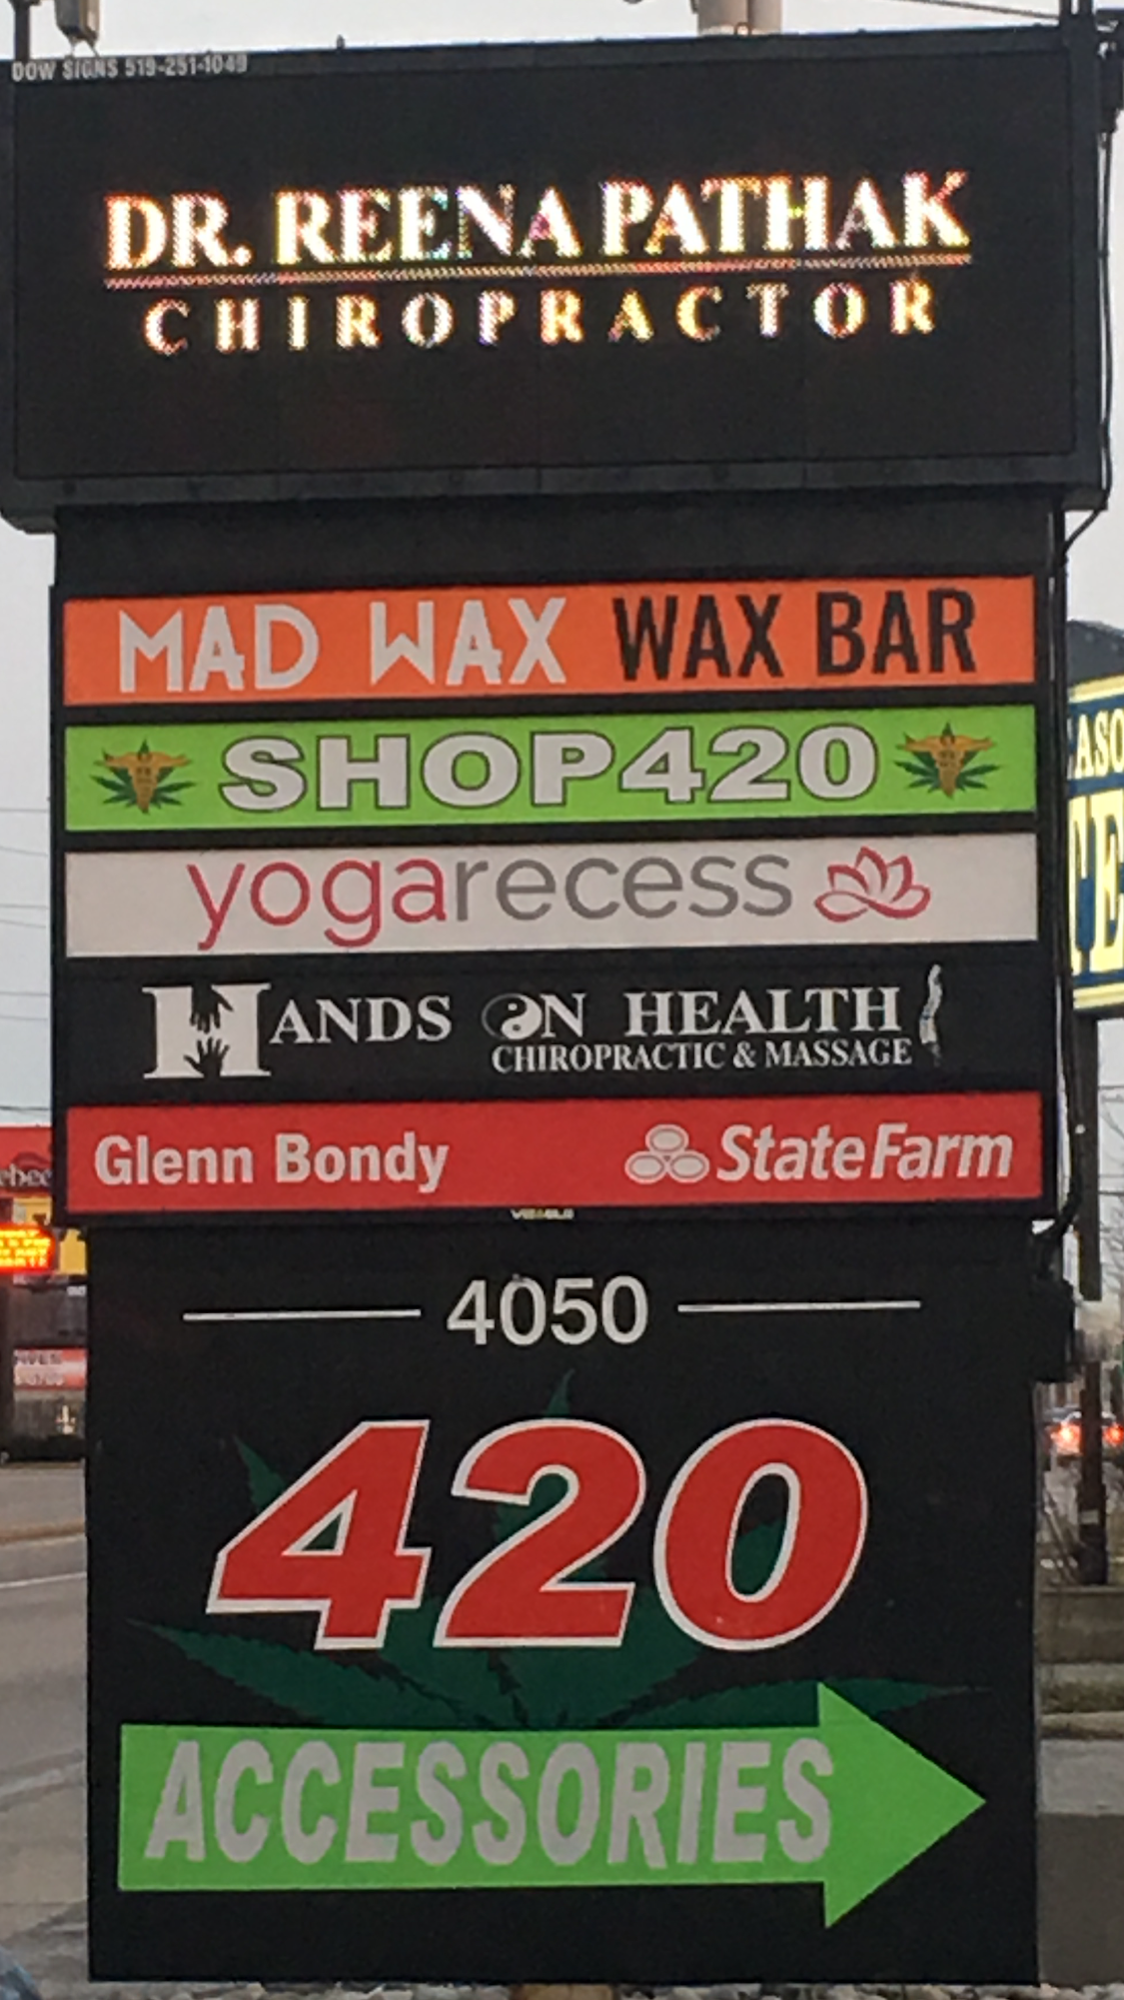 DOW SIGNS 519-251-1049
DR. REENA PATHAK
CHIROPRACTOR
MAD WAX WAX BAR
SHOP420
yogarecess
HANDS ON HEALTH
CHIROPRACTIC & MASSAGE
Glenn Bondy StateFarm
4050
420
ACCESSORIES